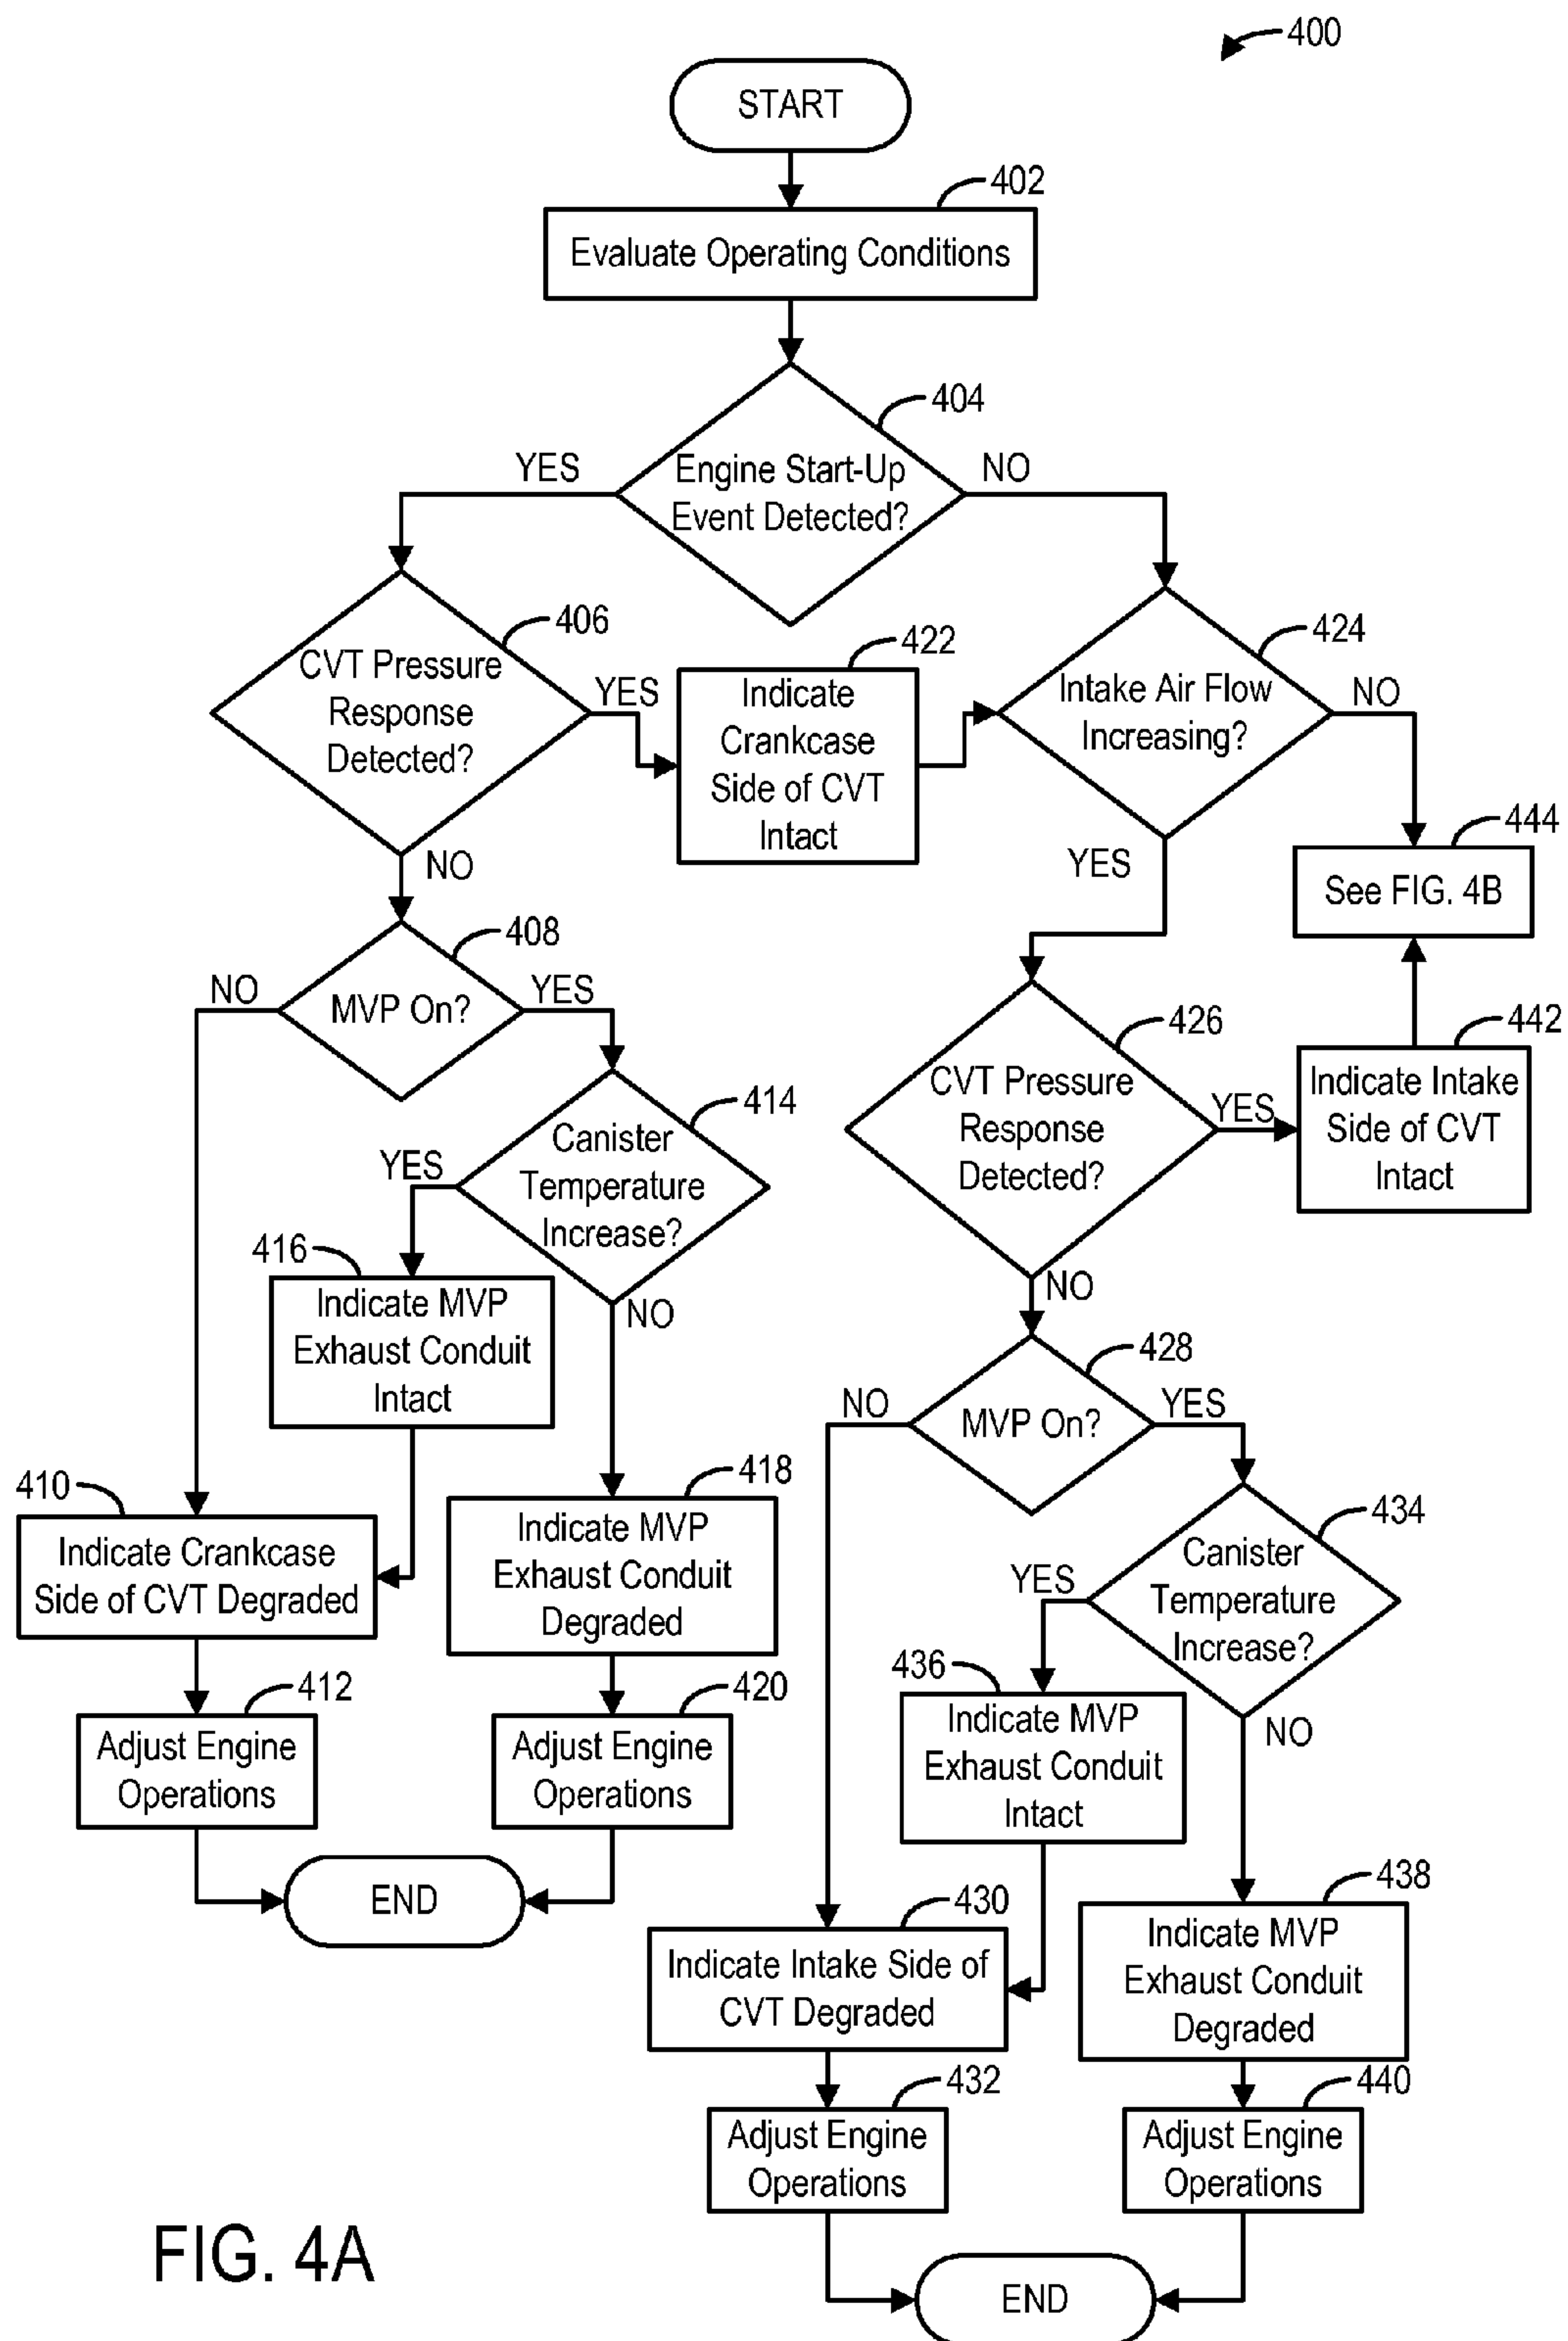 400
START
402
Evaluate Operating Conditions
404
YES
Engine Start-Up
Event Detected?
NO
406
CVT Pressure
Response
Detected?
YES
NO
422
Indicate
Crankcase
Side of CVT
Intact
424
Intake Air Flow
Increasing?
NO
YES
444
See FIG. 4B
408
NO
MVP On?
YES
426
CVT Pressure
Response
Detected?
YES
NO
442
Indicate Intake
Side of CVT
Intact
414
YES
Canister
Temperature
Increase?
NO
416
Indicate MVP
Exhaust Conduit
Intact
428
NO
MVP On?
YES
410
Indicate Crankcase
Side of CVT Degraded
418
Indicate MVP
Exhaust Conduit
Degraded
434
YES
Canister
Temperature
Increase?
NO
412
Adjust Engine
Operations
420
Adjust Engine
Operations
436
Indicate MVP
Exhaust Conduit
Intact
END
430
Indicate Intake Side of
CVT Degraded
438
Indicate MVP
Exhaust Conduit
Degraded
432
Adjust Engine
Operations
440
Adjust Engine
Operations
END
FIG. 4A